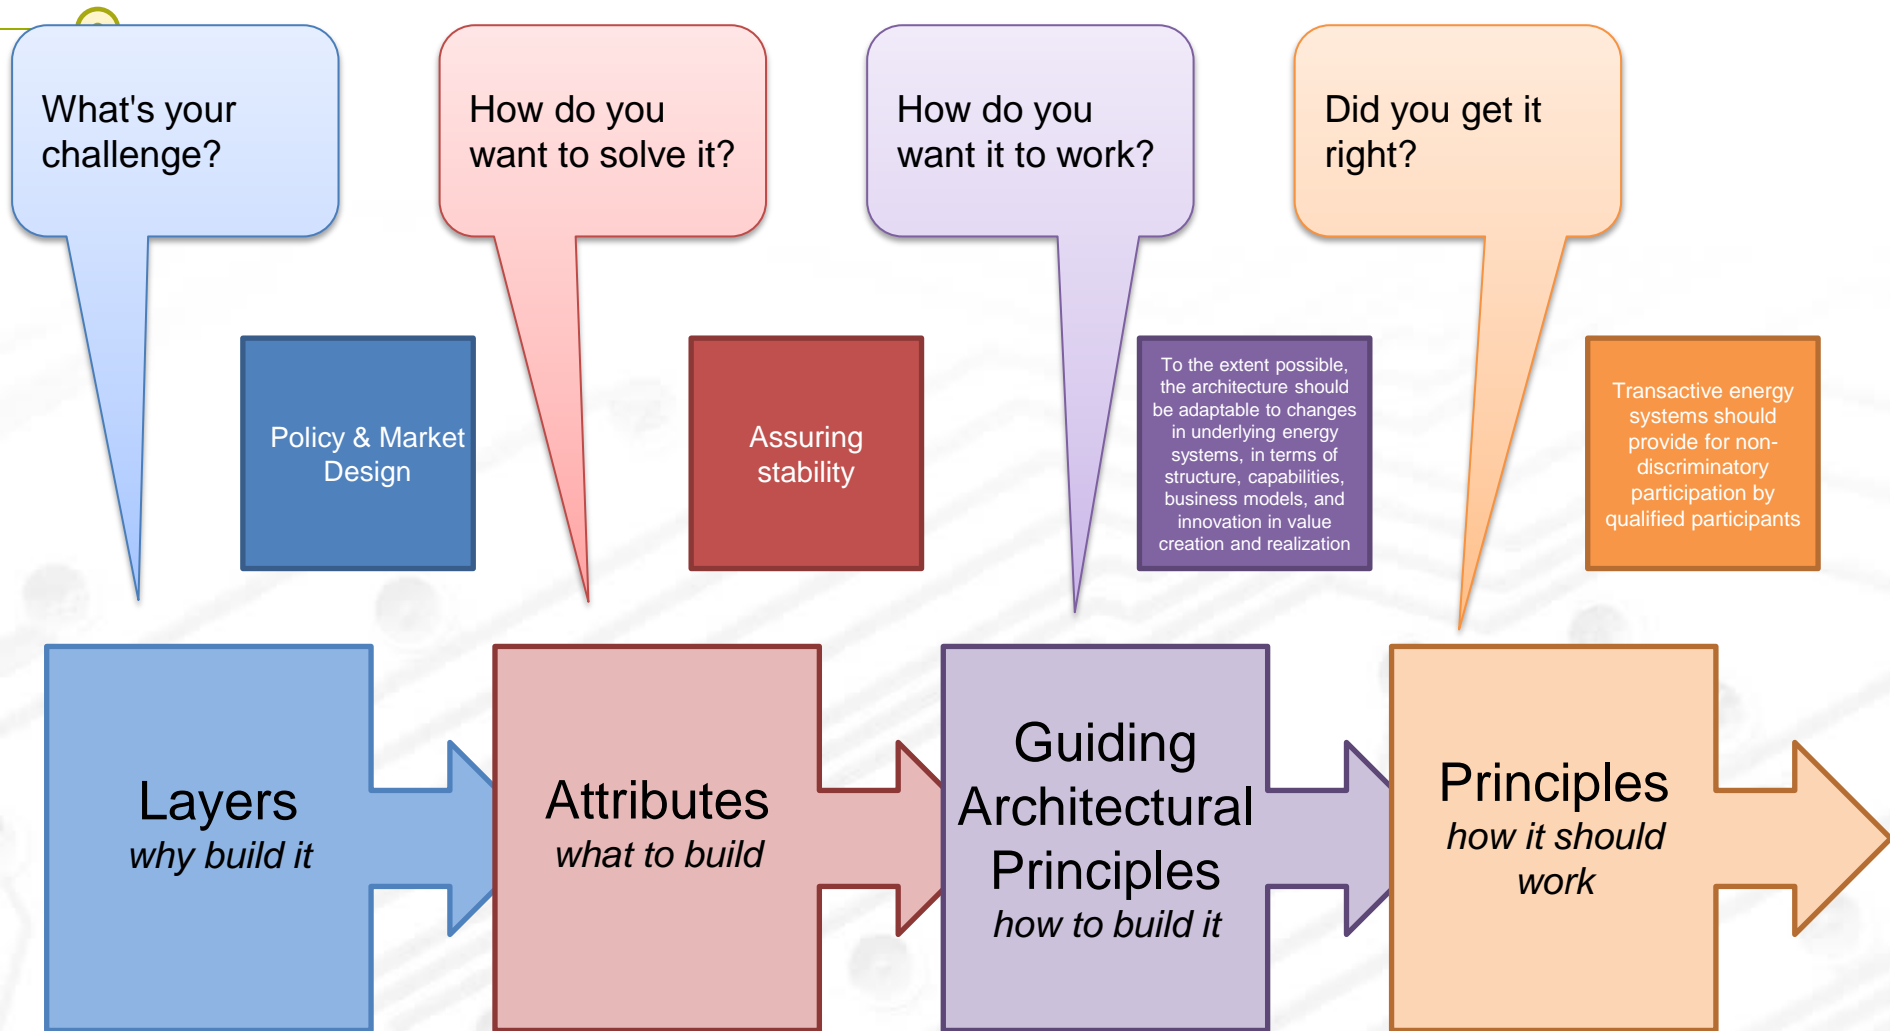 What's your
challenge?
How do you
want to solve it?
How do you
want it to work?
Did you get it
right?
Policy & Market
Design
Assuring
stability
To the extent possible,
the architecture should
be adaptable to changes
in underlying energy
systems, in terms of
structure, capabilities,
business models, and
innovation in value
creation and realization
Transactive energy
systems should
provide for non-
discriminatory
participation by
qualified participants
Layers
why build it
Attributes
what to build
Guiding
Architectural
Principles
how to build it
Principles
how it should
work